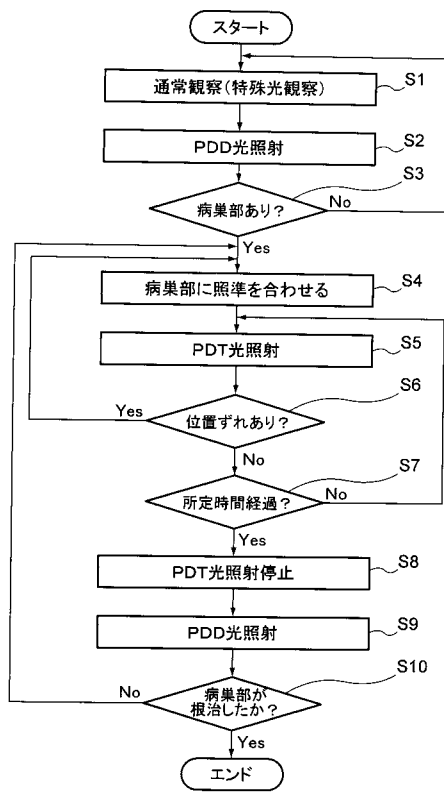 スタート
通常観察(特殊光観察)
S1
PDD光照射
S2
病巣部あり?
S3
No
Yes
病巣部に照準を合わせる
S4
PDT光照射
S5
位置ずれあり?
S6
Yes
No
所定時間経過?
S7
No
Yes
PDT光照射停止
S8
PDD光照射
S9
病巣部が
根治したか?
S10
No
Yes
エンド